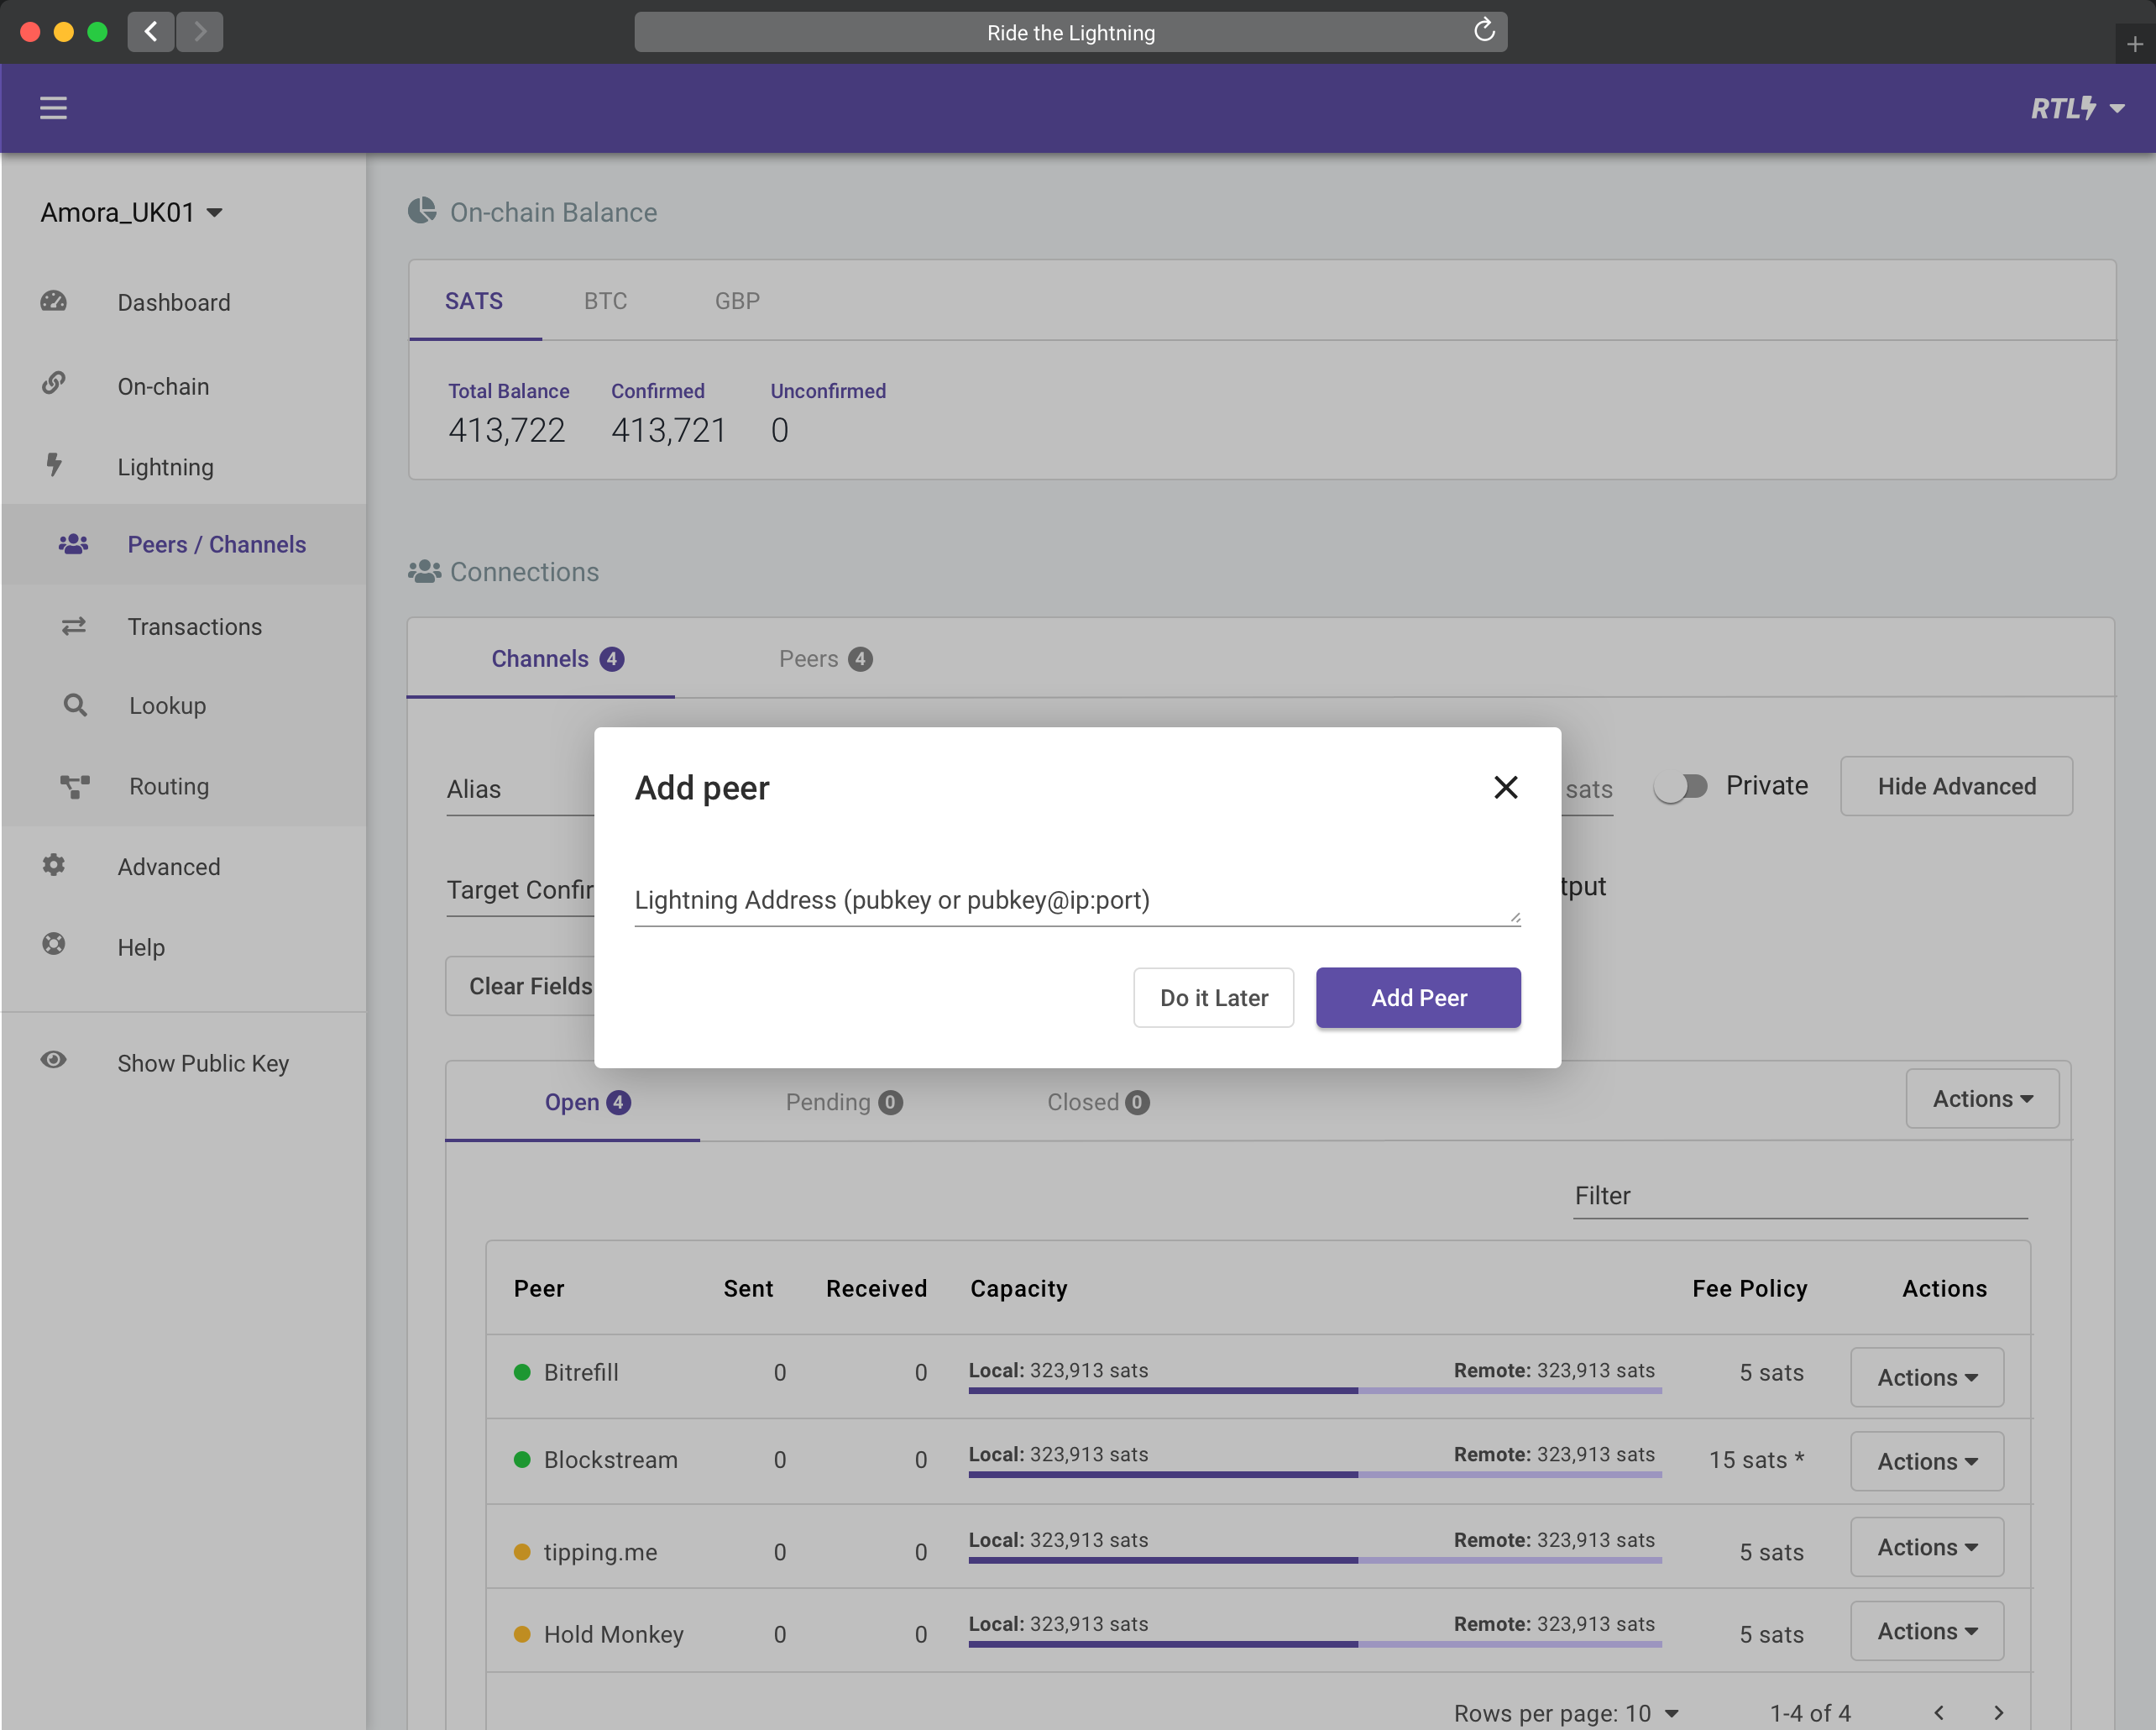 Ride the Lightning
RTL
Amora_UK01
Dashboard
On-chain
Lightning
Peers / Channels
Transactions
Lookup
Routing
Advanced
Help
Show Public Key
On-chain Balance
SATS BTC GBP
Total Balance Confirmed Unconfirmed
413,722 413,721 0
Connections
Channels 4 Peers 4
Alias sats Private Hide Advanced
Target Confir tput
Clear Fields
Add peer
Lightning Address (pubkey or pubkey@ip:port)
Do it Later Add Peer
Open 4 Pending 0 Closed 0 Actions
Filter
Peer Sent Received Capacity Fee Policy Actions
Bitrefill 0 0 Local: 323,913 sats Remote: 323,913 sats 5 sats Actions
Blockstream 0 0 Local: 323,913 sats Remote: 323,913 sats 15 sats * Actions
tipping.me 0 0 Local: 323,913 sats Remote: 323,913 sats 5 sats Actions
Hold Monkey 0 0 Local: 323,913 sats Remote: 323,913 sats 5 sats Actions
Rows per page: 10 1-4 of 4